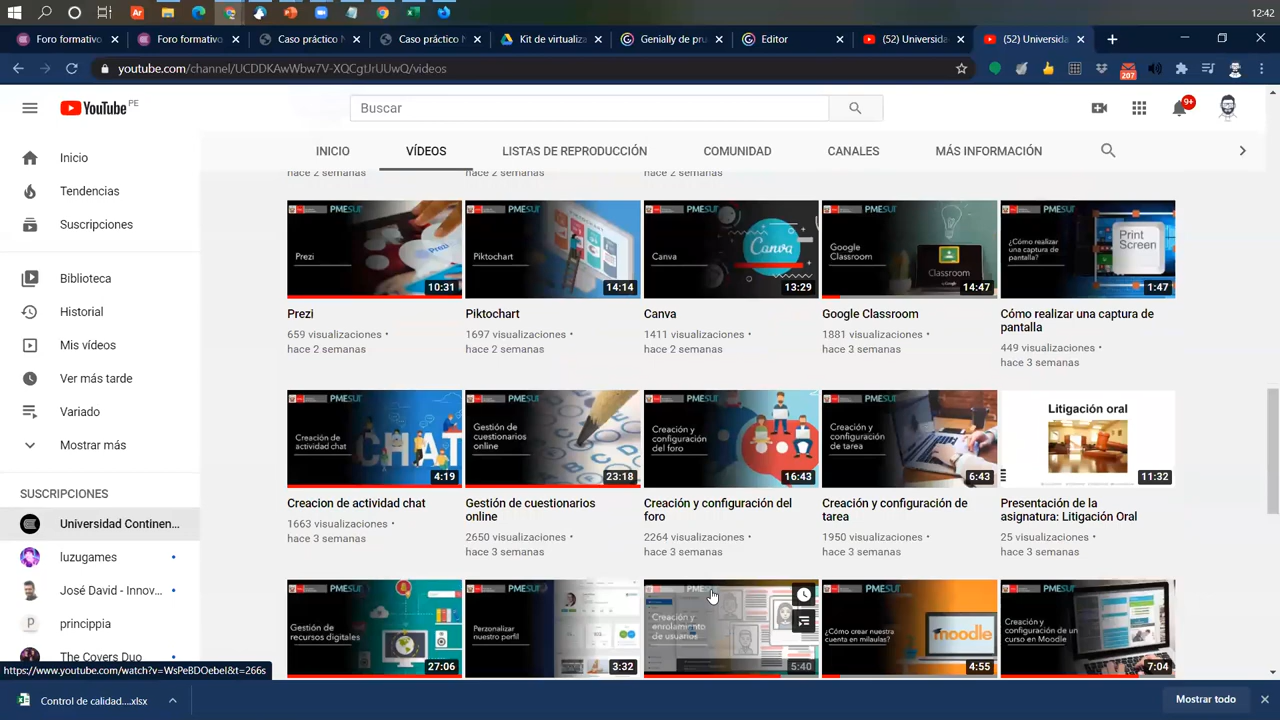 12:42
Foro formativo
Foro formativo
Caso práctico N
Caso práctico N
Kit de virtualiza
Genially de pru
Editor
(52) Universida
(52) Universida
youtube.com/channel/UCDDKAwWbw7V-XQCgtJrUUwQ/videos
207
YouTube PE
Buscar
9+
INICIO
VÍDEOS
LISTAS DE REPRODUCCIÓN
COMUNIDAD
CANALES
MÁS INFORMACIÓN
Inicio
Tendencias
Suscripciones
Biblioteca
Historial
Mis vídeos
Ver más tarde
Variado
Mostrar más
SUSCRIPCIONES
Universidad Continen...
luzugames
José David - Innov...
princippia
The Covers Duo
hace 2 semanas
hace 2 semanas
hace 2 semanas
PMESUT
Prezi
Prezi
10:31
PMESUT
Piktochart
14:14
PMESUT
Canva
Canva
13:29
PMESUT
Google
Classroom
Classroom
14:47
PMESUT
¿Cómo realizar
una captura de
pantalla?
Print
Screen
1:47
Prezi
659 visualizaciones •
hace 2 semanas
Piktochart
1697 visualizaciones •
hace 2 semanas
Canva
1411 visualizaciones •
hace 2 semanas
Google Classroom
1881 visualizaciones •
hace 3 semanas
Cómo realizar una captura de
pantalla
449 visualizaciones •
hace 3 semanas
PMESUT
Creación de
actividad chat
CHAT
4:19
PMESUT
Gestión de
cuestionarios
online
23:18
PMESUT
Creación y
configuración
del foro
16:43
PMESUT
Creación y
configuración
de tarea
6:43
Litigación oral
11:32
Creacion de actividad chat
1663 visualizaciones •
hace 3 semanas
Gestión de cuestionarios
online
2650 visualizaciones •
hace 3 semanas
Creación y configuración del
foro
2264 visualizaciones •
hace 3 semanas
Creación y configuración de
tarea
1950 visualizaciones •
hace 3 semanas
Presentación de la
asignatura: Litigación Oral
25 visualizaciones •
hace 3 semanas
PMESUT
Gestión de
recursos digitales
27:06
PMESUT
Personalizar
nuestro perfil
3:32
Creación y
enrolamiento
de usuarios
5:40
PMESUT
¿Cómo crear nuestra
cuenta en milaulas?
moodle
4:55
PMESUT
Creación y
configuración de un
curso en Moodle
7:04
https://www.youtube.com/watch?v=WsPeBDOebeI&t=266s
Control de calidad....xlsx
Mostrar todo